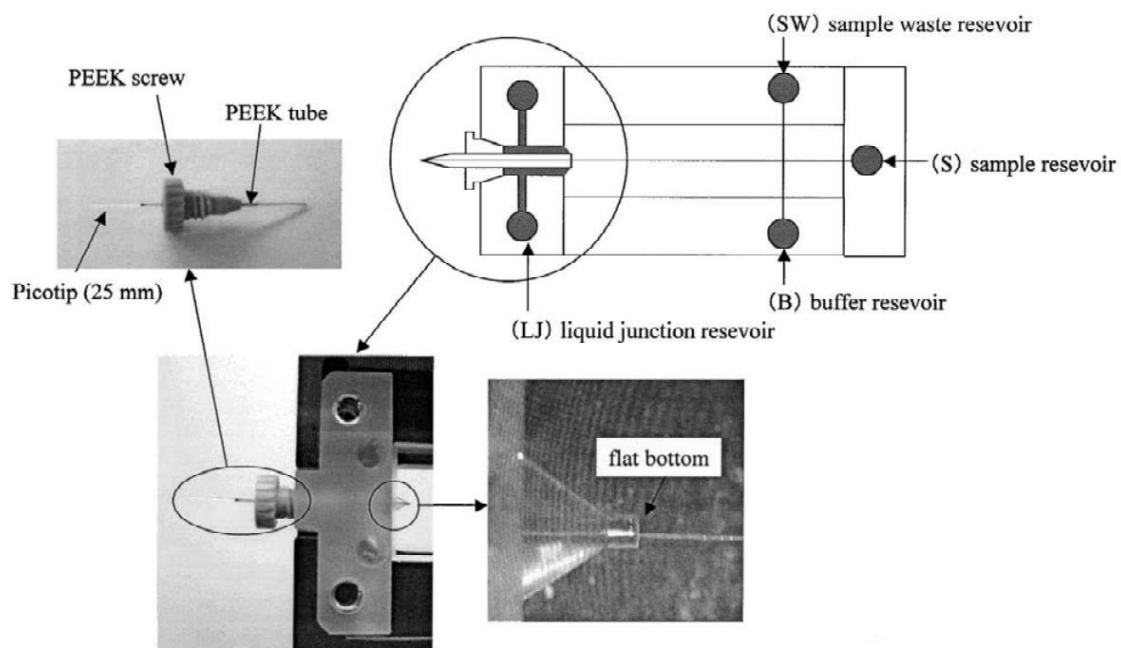 (SW) sample waste resevoir
PEEK screw
PEEK tube
(S) sample resevoir
Picotip (25 mm)
(B) buffer resevoir
(LJ) liquid junction resevoir
flat bottom